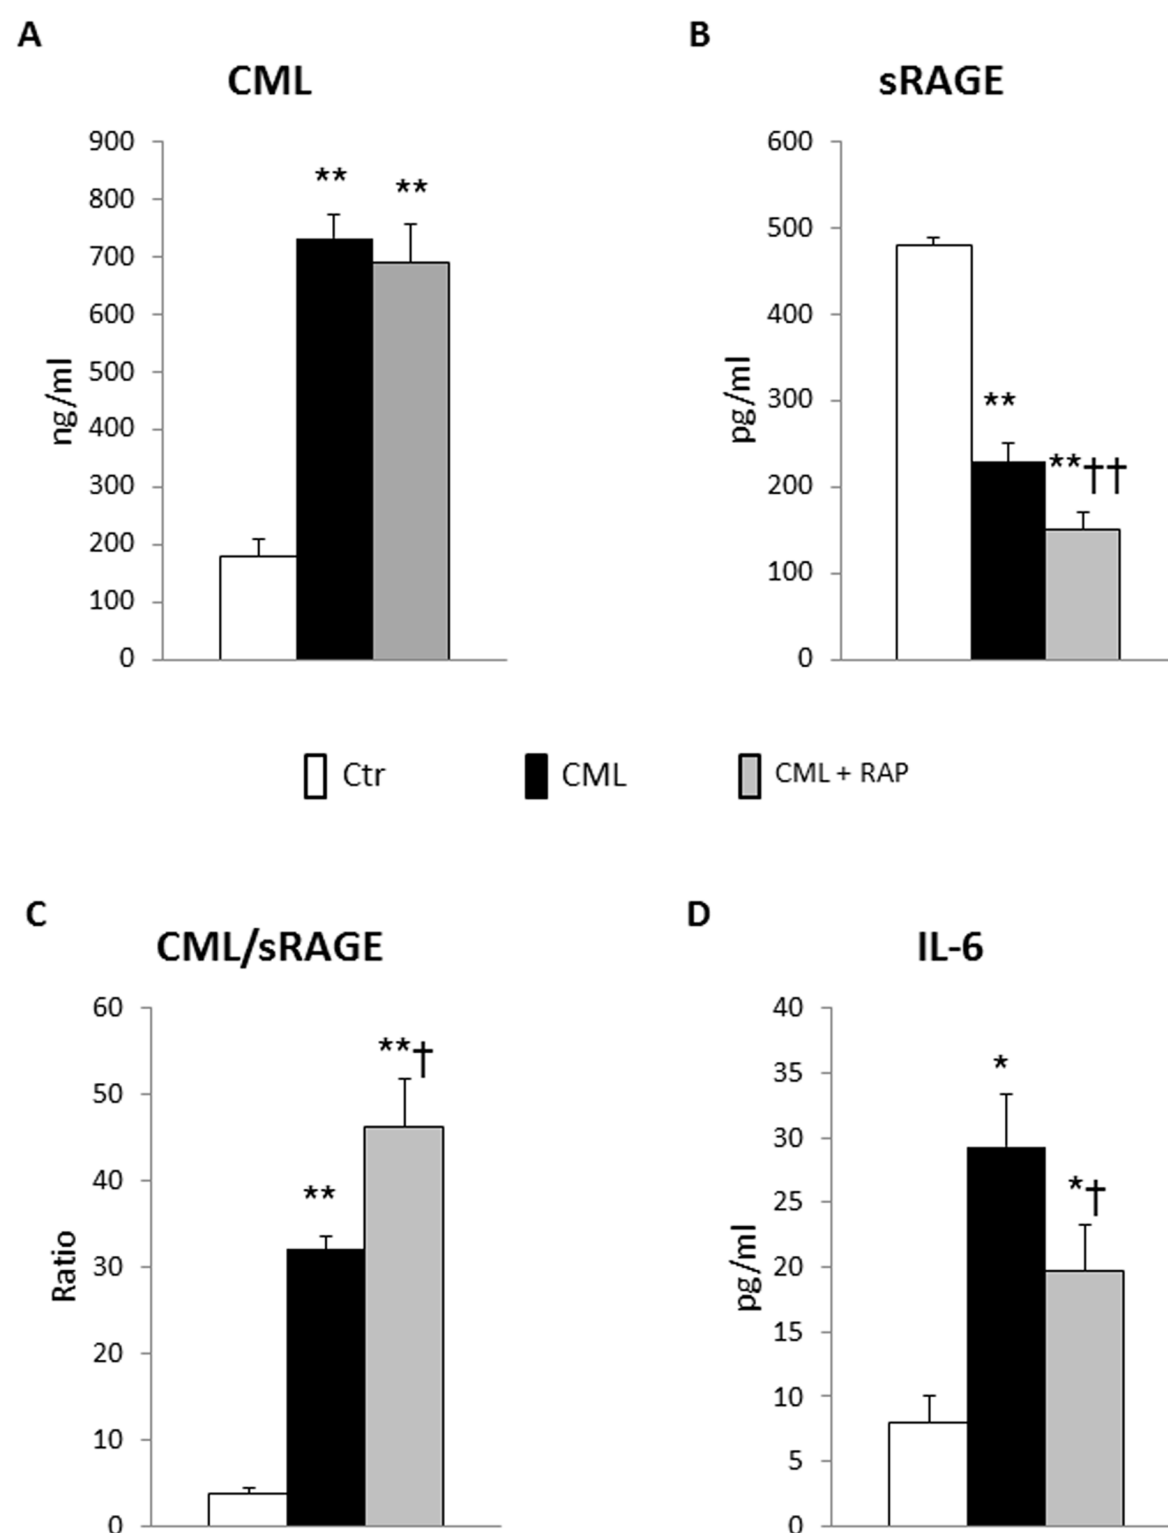 A
CML
900
800
700
600
500
400
300
200
100
0
ng/ml
**
**
B
sRAGE
600
500
400
300
200
100
0
pg/ml
**
**††
Ctr
CML
CML + RAP
C
CML/sRAGE
60
50
40
30
20
10
0
Ratio
**
**†
D
IL-6
40
35
30
25
20
15
10
5
0
pg/ml
*
*†